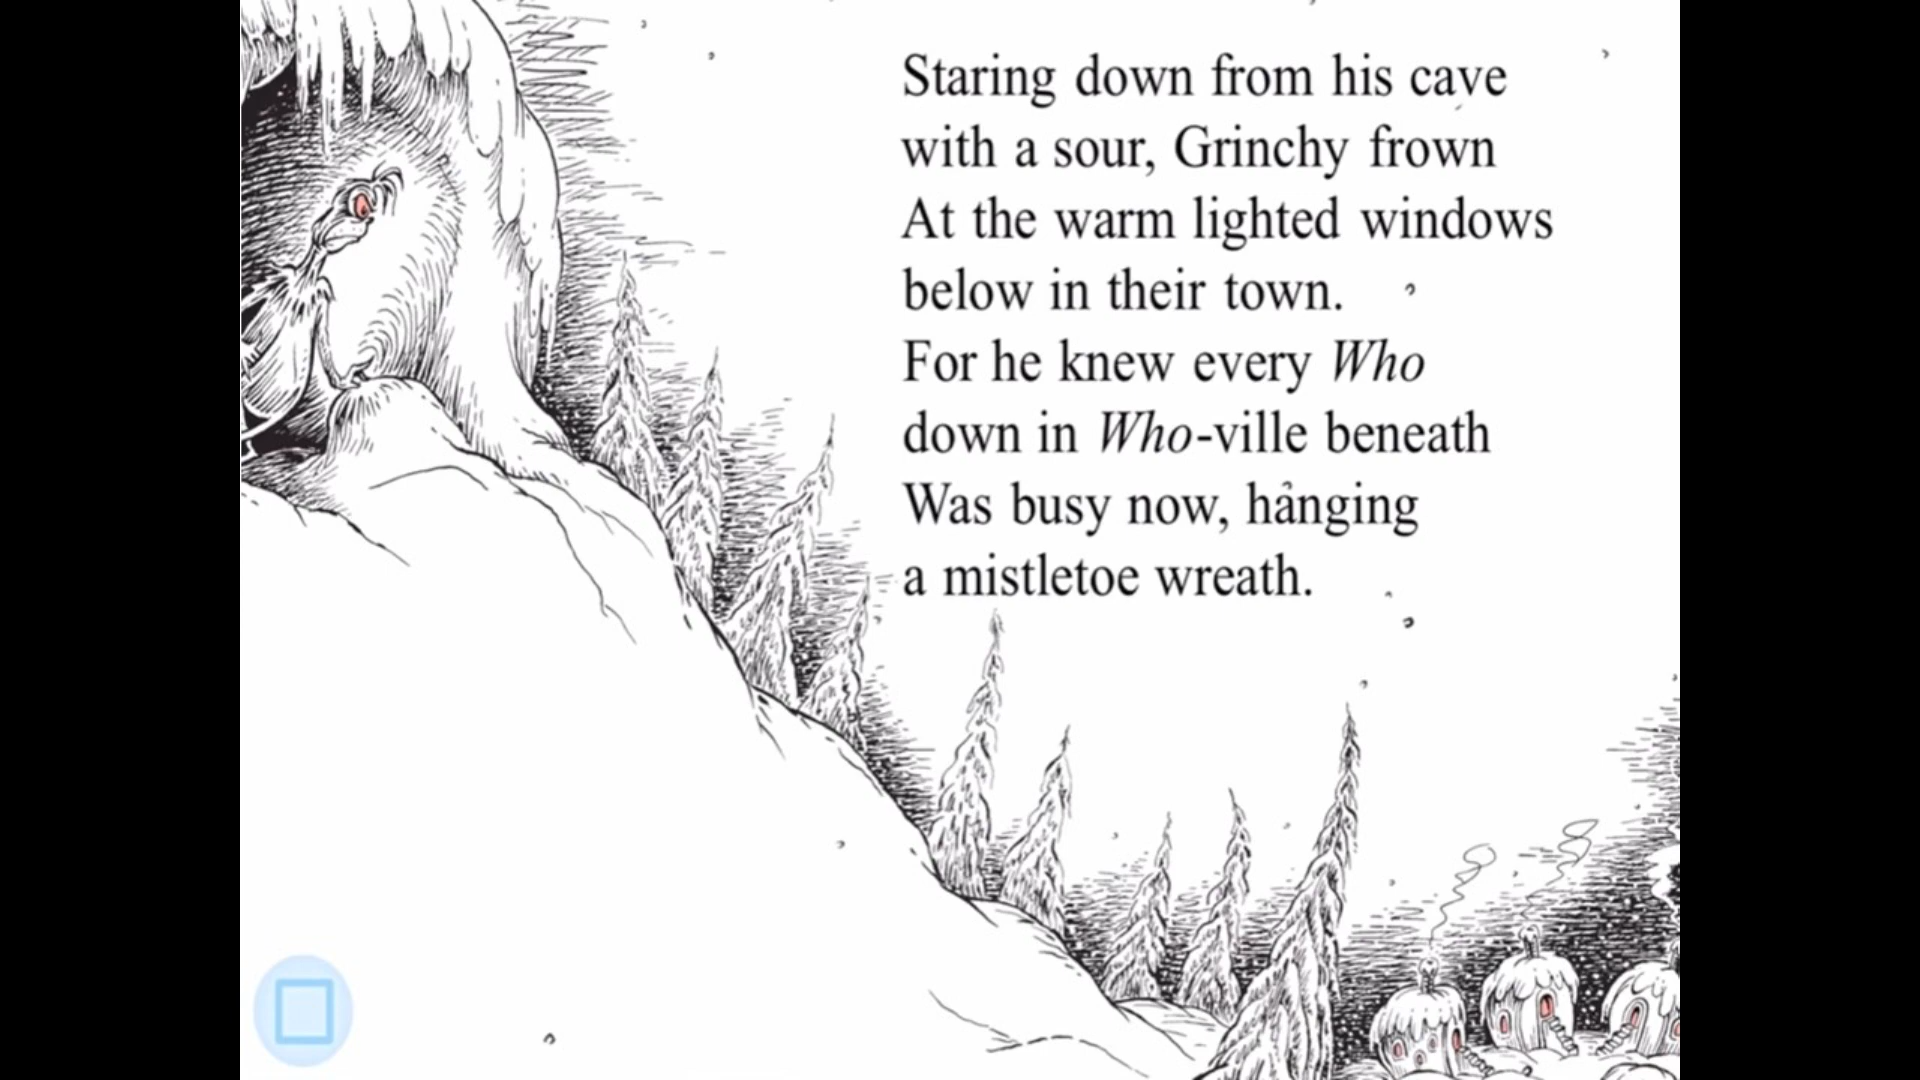 Staring down from his cave
with a sour, Grinchy frown
At the warm lighted windows
below in their town.
For he knew every Who
down in Who-ville beneath
Was busy now, hanging
a mistletoe wreath.